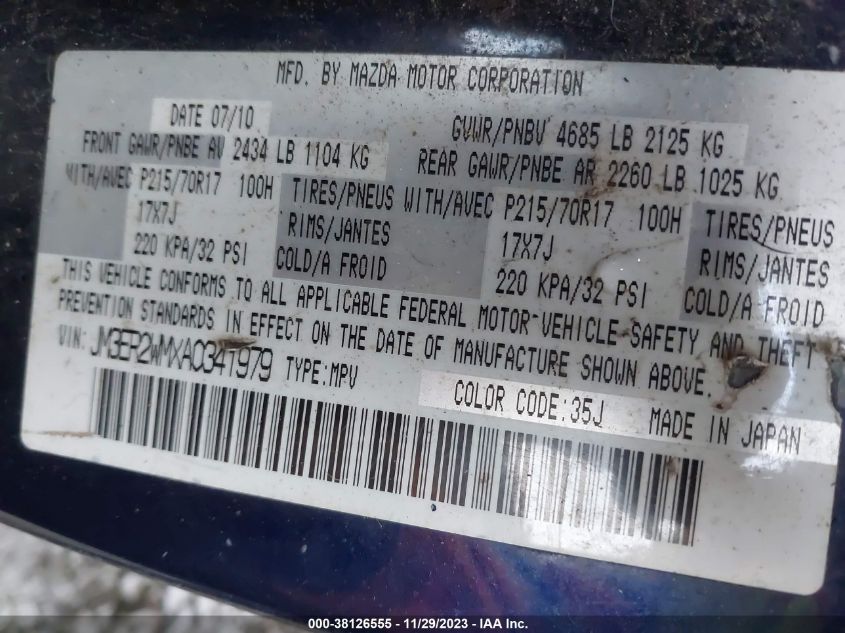 MFD. BY MAZDA MOTOR CORPORATION
DATE 07/10 GVWR/PNBV 4685 LB 2125 KG
FRONT GAWR/PNBE AV 2434 LB 1104 KG REAR GAWR/PNBE AR 2260 LB 1025 KG
WITH/AVEC P215/70R17 100H TIRES/PNEUS WITH/AVEC P215/70R17 100H TIRES/PNEUS
17X7J RIMS/JANTES 17X7J RIMS/JANTES
220 KPA/32 PSI COLD/A FROID 220 KPA/32 PSI COLD/A FROID
THIS VEHICLE CONFORMS TO ALL APPLICABLE FEDERAL MOTOR VEHICLE SAFETY AND THEFT
PREVENTION STANDARDS IN EFFECT ON THE DATE OF MANUFACTURE SHOWN ABOVE.
VIN: JM3ER2WMXA0341979 TYPE:MPV
COLOR CODE:35J MADE IN JAPAN
000-38126555 - 11/29/2023 - IAA Inc.